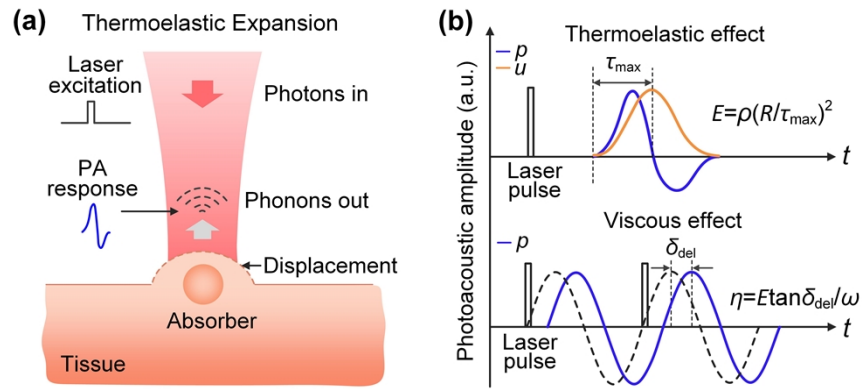 (a)
Thermoelastic Expansion
Laser
excitation
Photons in
PA
response
Phonons out
Displacement
Absorber
Tissue
(b)
Photoacoustic amplitude (a.u.)
Thermoelastic effect
p
u
τmax
E=ρ(R/τmax)²
t
Laser
pulse
Viscous effect
p
δdel
η=Etanδdel/ω
t
Laser
pulse